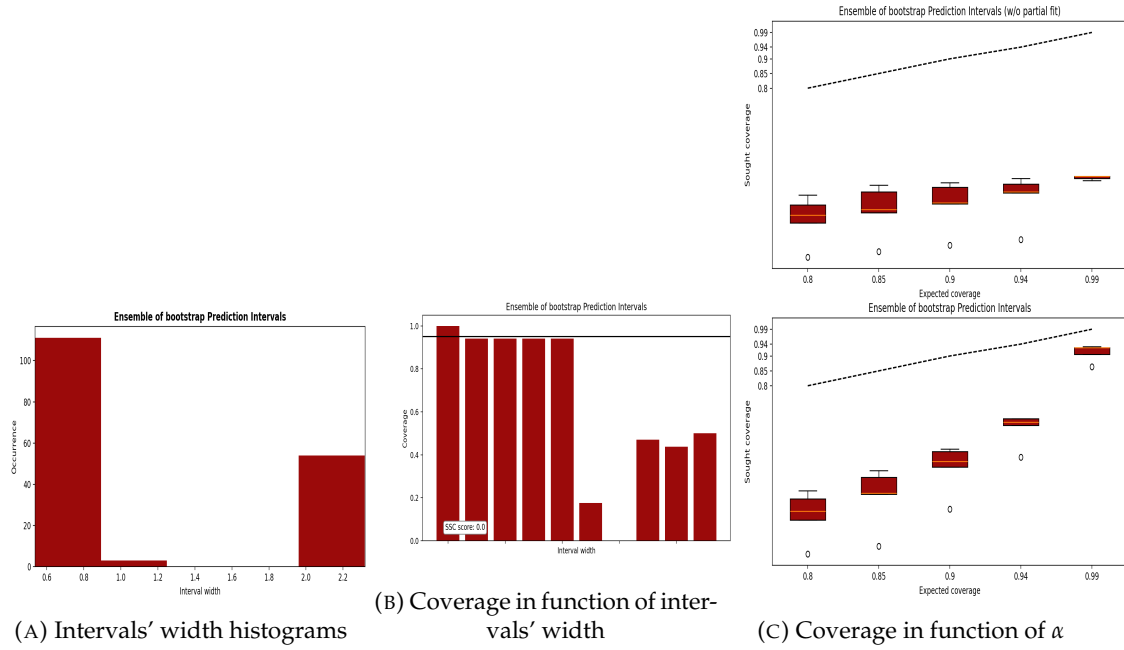 Ensemble of bootstrap Prediction Intervals (w/o partial fit)
0.99
0.94
0.9
0.85
0.8
Sought coverage
0.8 0.85 0.9 0.94 0.99
Expected coverage
Ensemble of bootstrap Prediction Intervals
100
80
60
40
20
0
Occurrence
0.6 0.8 1.0 1.2 1.4 1.6 1.8 2.0 2.2
Interval width
(A) Intervals' width histograms
Ensemble of bootstrap Prediction Intervals
1.0
0.8
0.6
0.4
0.2
0.0
Coverage
SSC score: 0.0
Interval width
(B) Coverage in function of inter-
vals' width
Ensemble of bootstrap Prediction Intervals
0.99
0.94
0.9
0.85
0.8
Sought coverage
0.8 0.85 0.9 0.94 0.99
Expected coverage
(C) Coverage in function of α